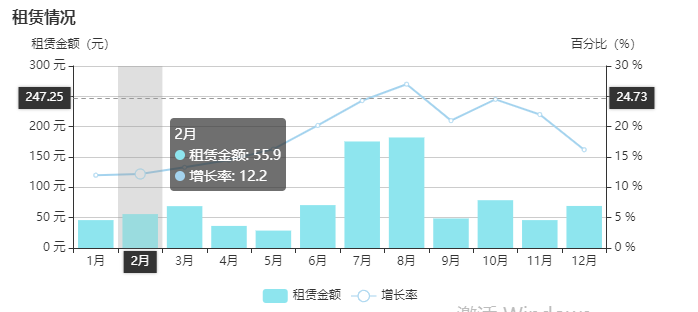 租赁情况
租赁金额（元）
百分比（%）
300 元
30 %
247.25
24.73
200 元
20 %
150 元
15 %
100 元
10 %
50 元
5 %
0 元
0 %
2月
租赁金额: 55.9
增长率: 12.2
1月 2月 3月 4月 5月 6月 7月 8月 9月 10月 11月 12月
租赁金额 增长率
激活 Windows